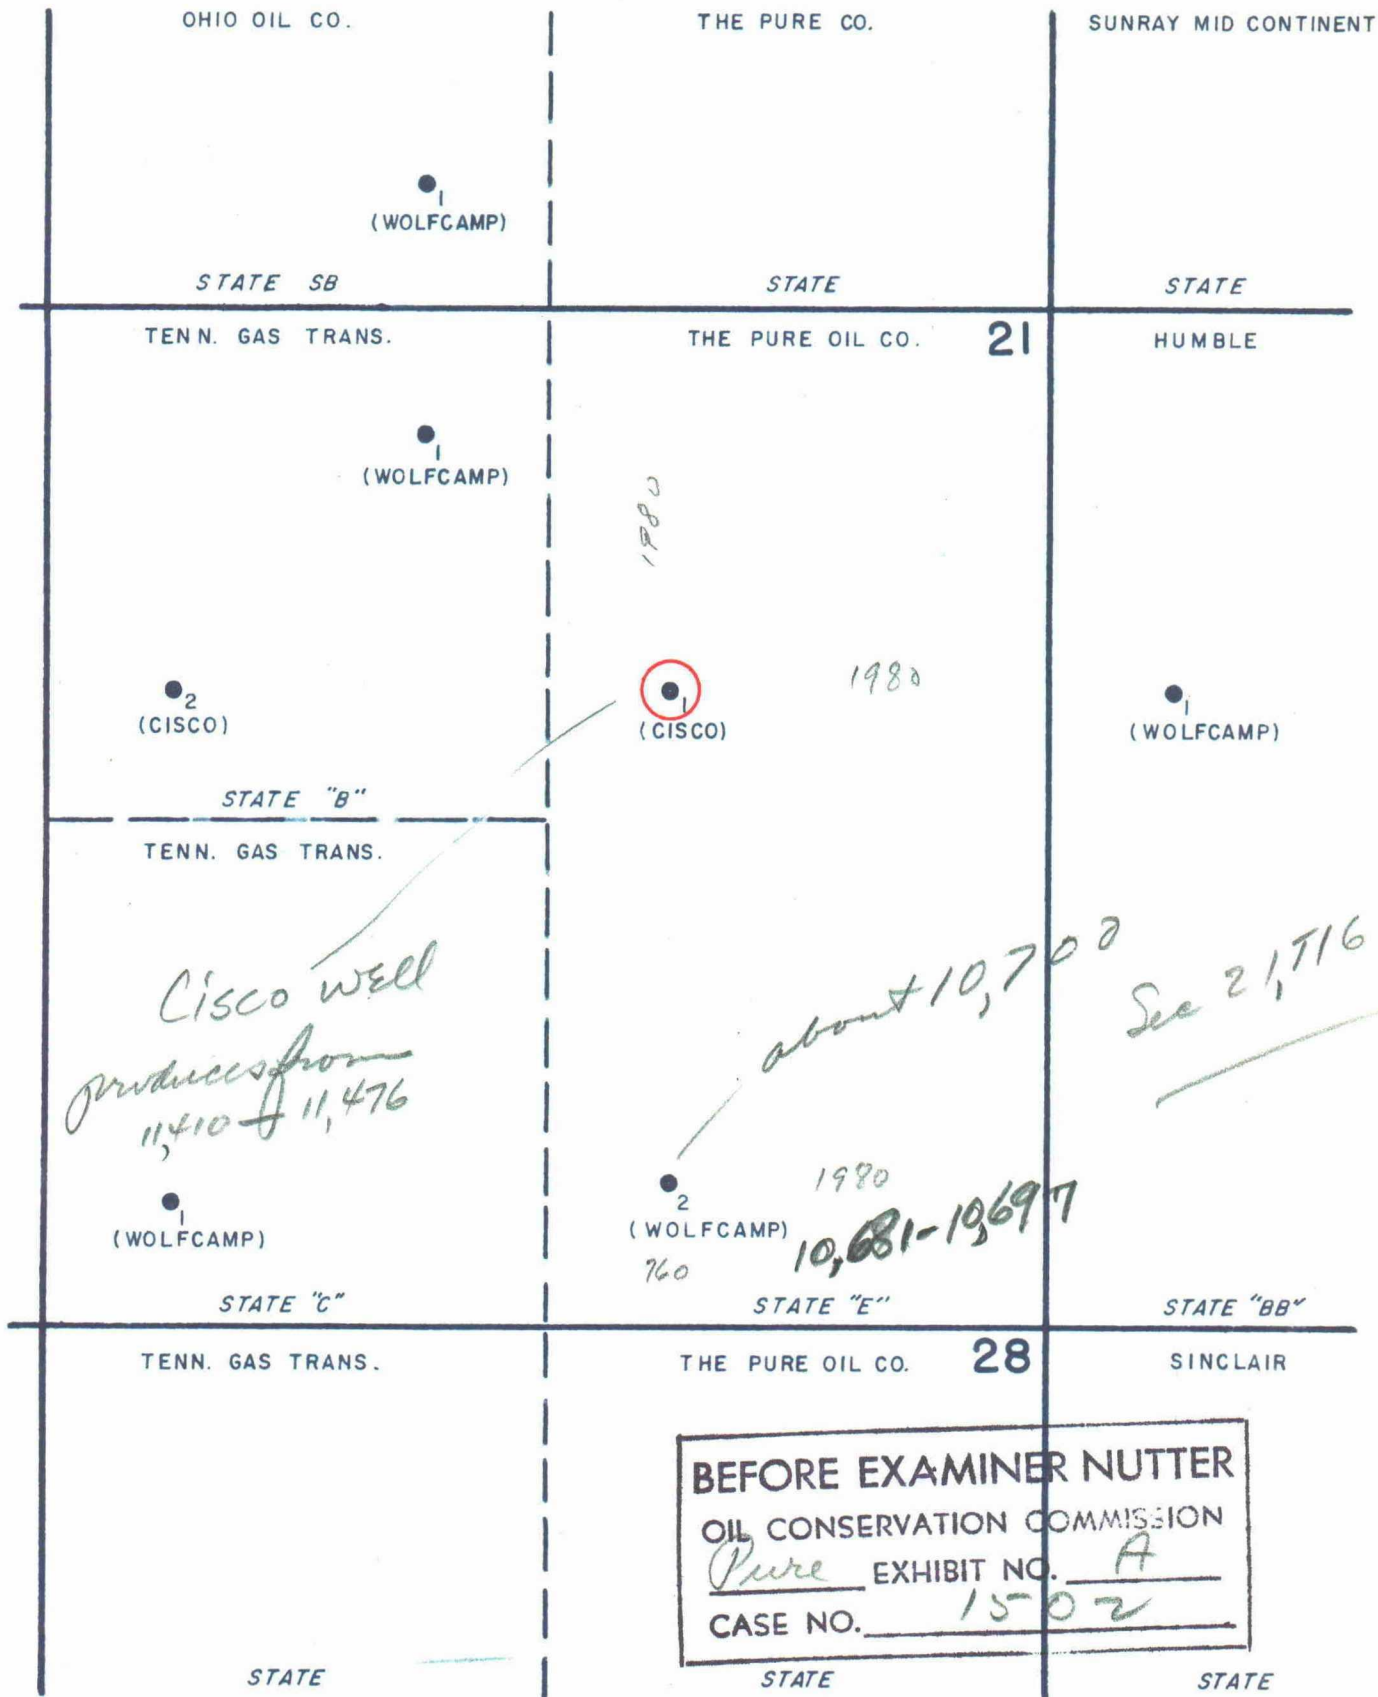 OHIO OIL CO.
THE PURE CO.
SUNRAY MID CONTINENT
1
(WOLFCAMP)
STATE SB
STATE
STATE
TENN. GAS TRANS.
THE PURE OIL CO.
21
HUMBLE
1
(WOLFCAMP)
1980
2
(CISCO)
1
(CISCO)
1980
1
(WOLFCAMP)
STATE "B"
TENN. GAS TRANS.
Cisco well
produces from
11,410 - 11,476
about 10,700
Sec 21, T16
1
(WOLFCAMP)
2
(WOLFCAMP)
1980
10,681-10,697
760
STATE "C"
STATE "E"
STATE "BB"
TENN. GAS TRANS.
THE PURE OIL CO.
28
SINCLAIR
BEFORE EXAMINER NUTTER
OIL CONSERVATION COMMISSION
Pure EXHIBIT NO. A
CASE NO. 1502
STATE
STATE
STATE